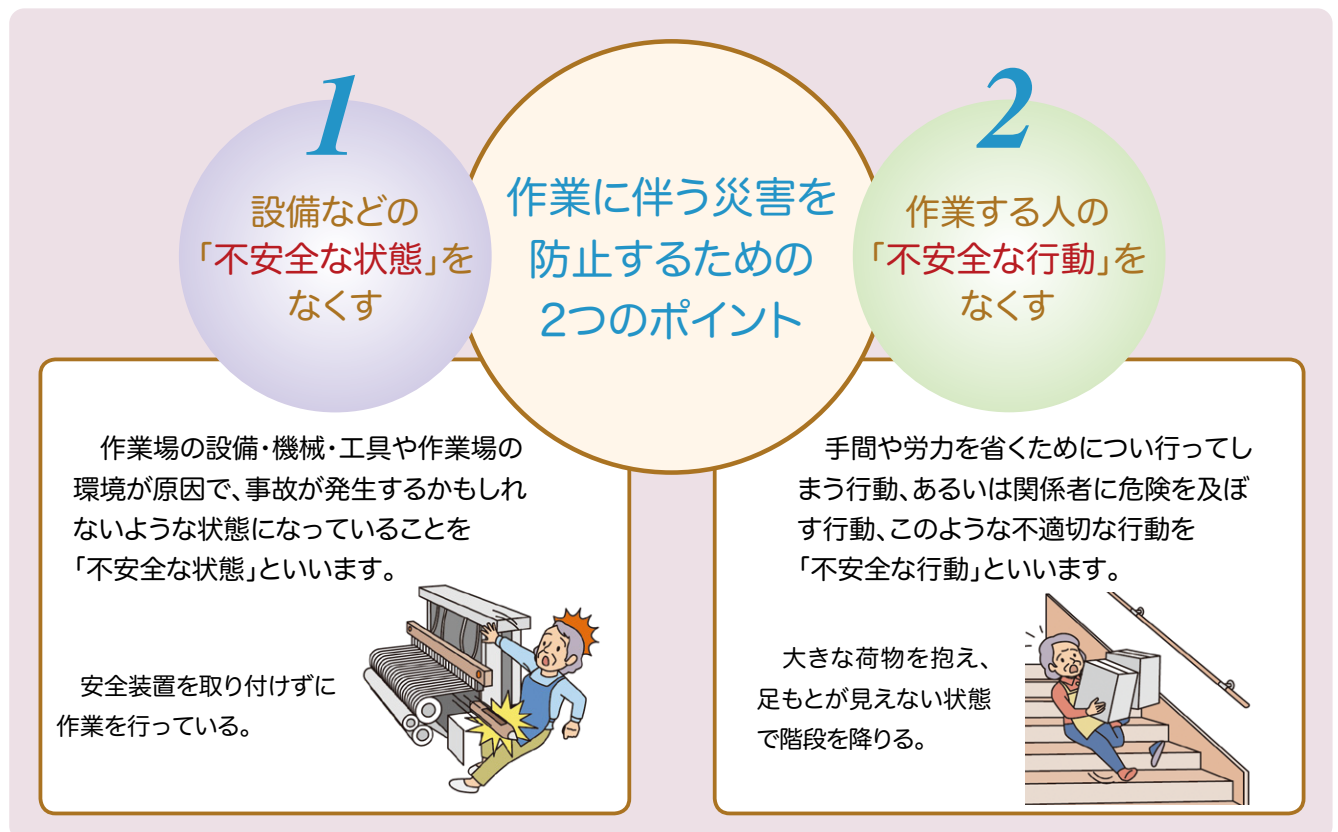 作業に伴う災害を
防止するための
2つのポイント
1
設備などの
「不安全な状態」を
なくす
作業場の設備・機械・工具や作業場の
環境が原因で、事故が発生するかもしれ
ないような状態になっていることを
「不安全な状態」といいます。
安全装置を取り付けずに
作業を行っている。
2
作業する人の
「不安全な行動」を
なくす
手間や労力を省くためについ行ってし
まう行動、あるいは関係者に危険を及ぼ
す行動、このような不適切な行動を
「不安全な行動」といいます。
大きな荷物を抱え、
足もとが見えない状態
で階段を降りる。